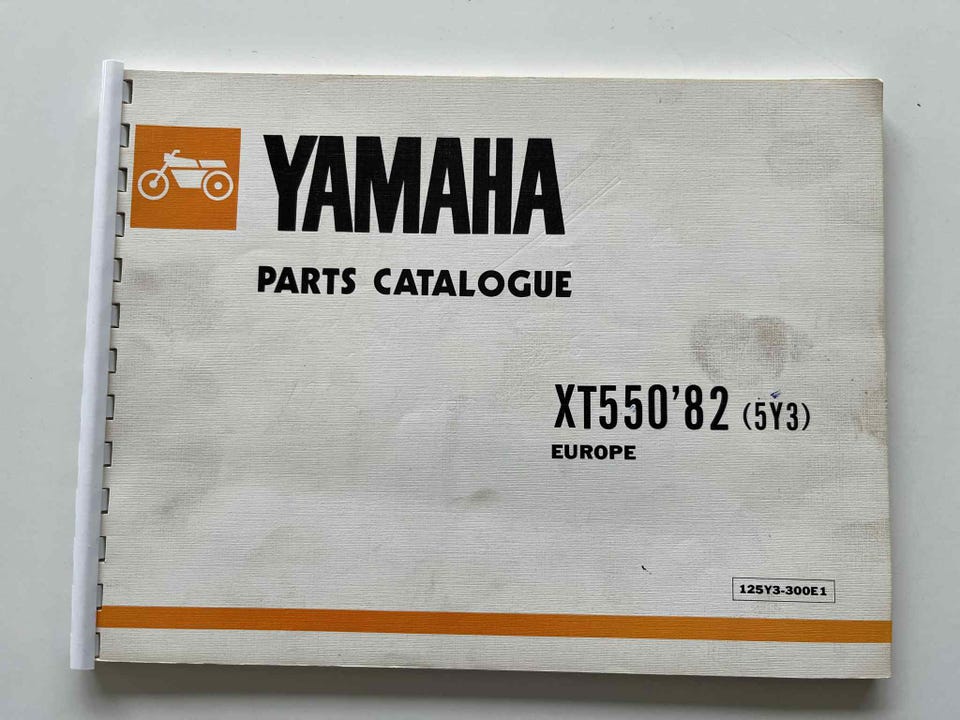 YAMAHA
PARTS CATALOGUE
XT550'82 (5Y3)
EUROPE
125Y3-300E1